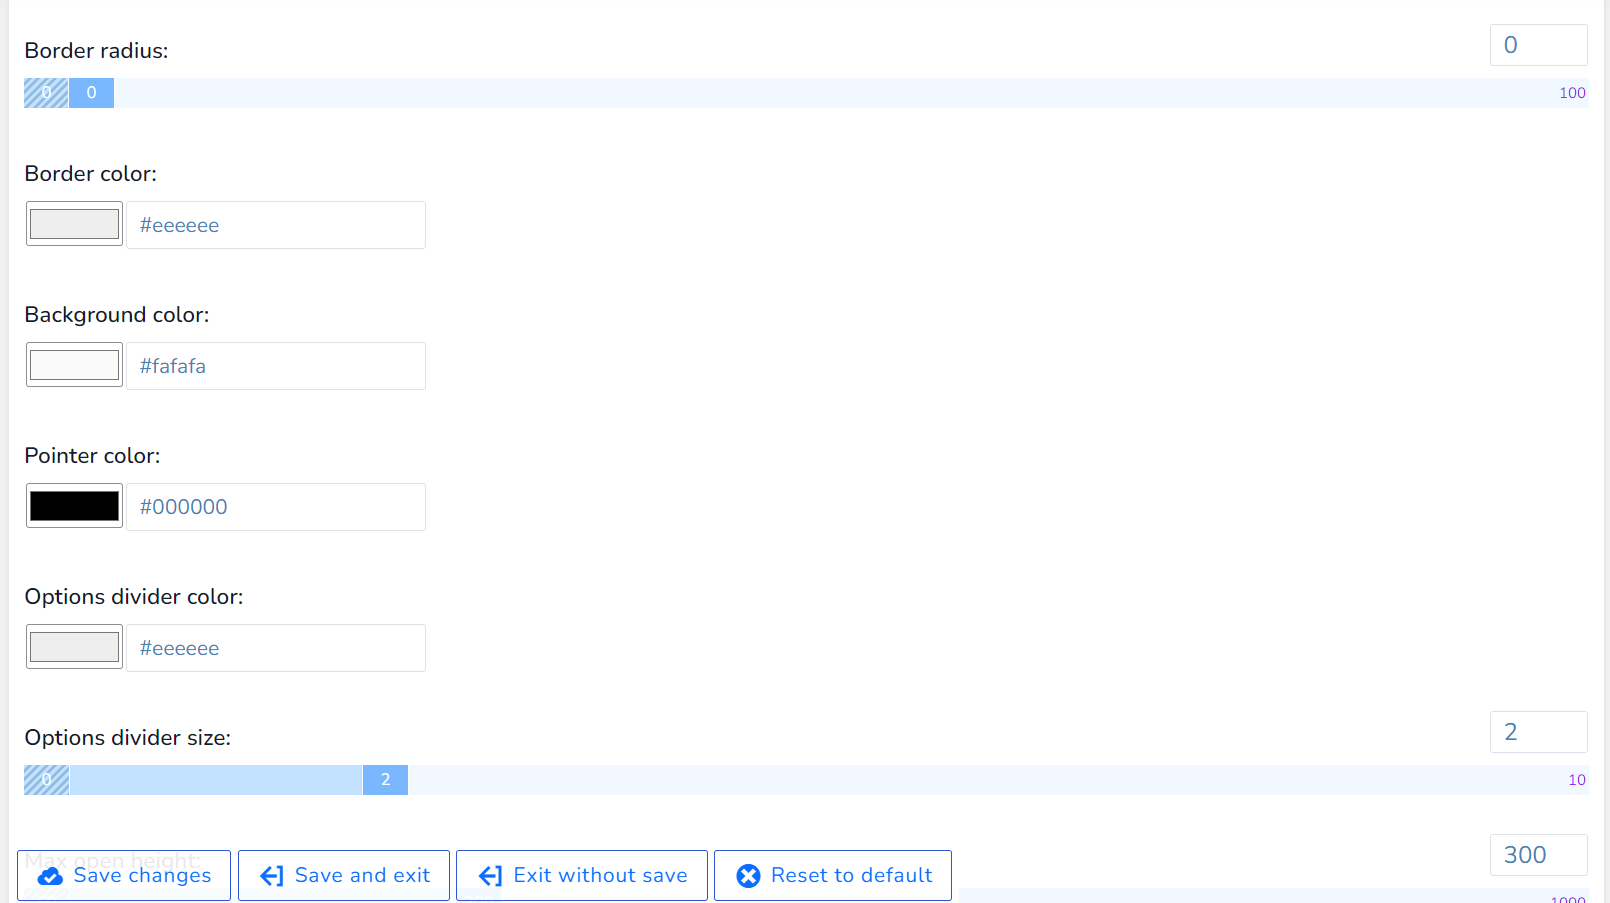 Border radius:
0
0
0
100
Border color:
#eeeeee
Background color:
#fafafa
Pointer color:
#000000
Options divider color:
#eeeeee
Options divider size:
2
0
2
10
Max open height:
300
Save changes
Save and exit
Exit without save
Reset to default
1000